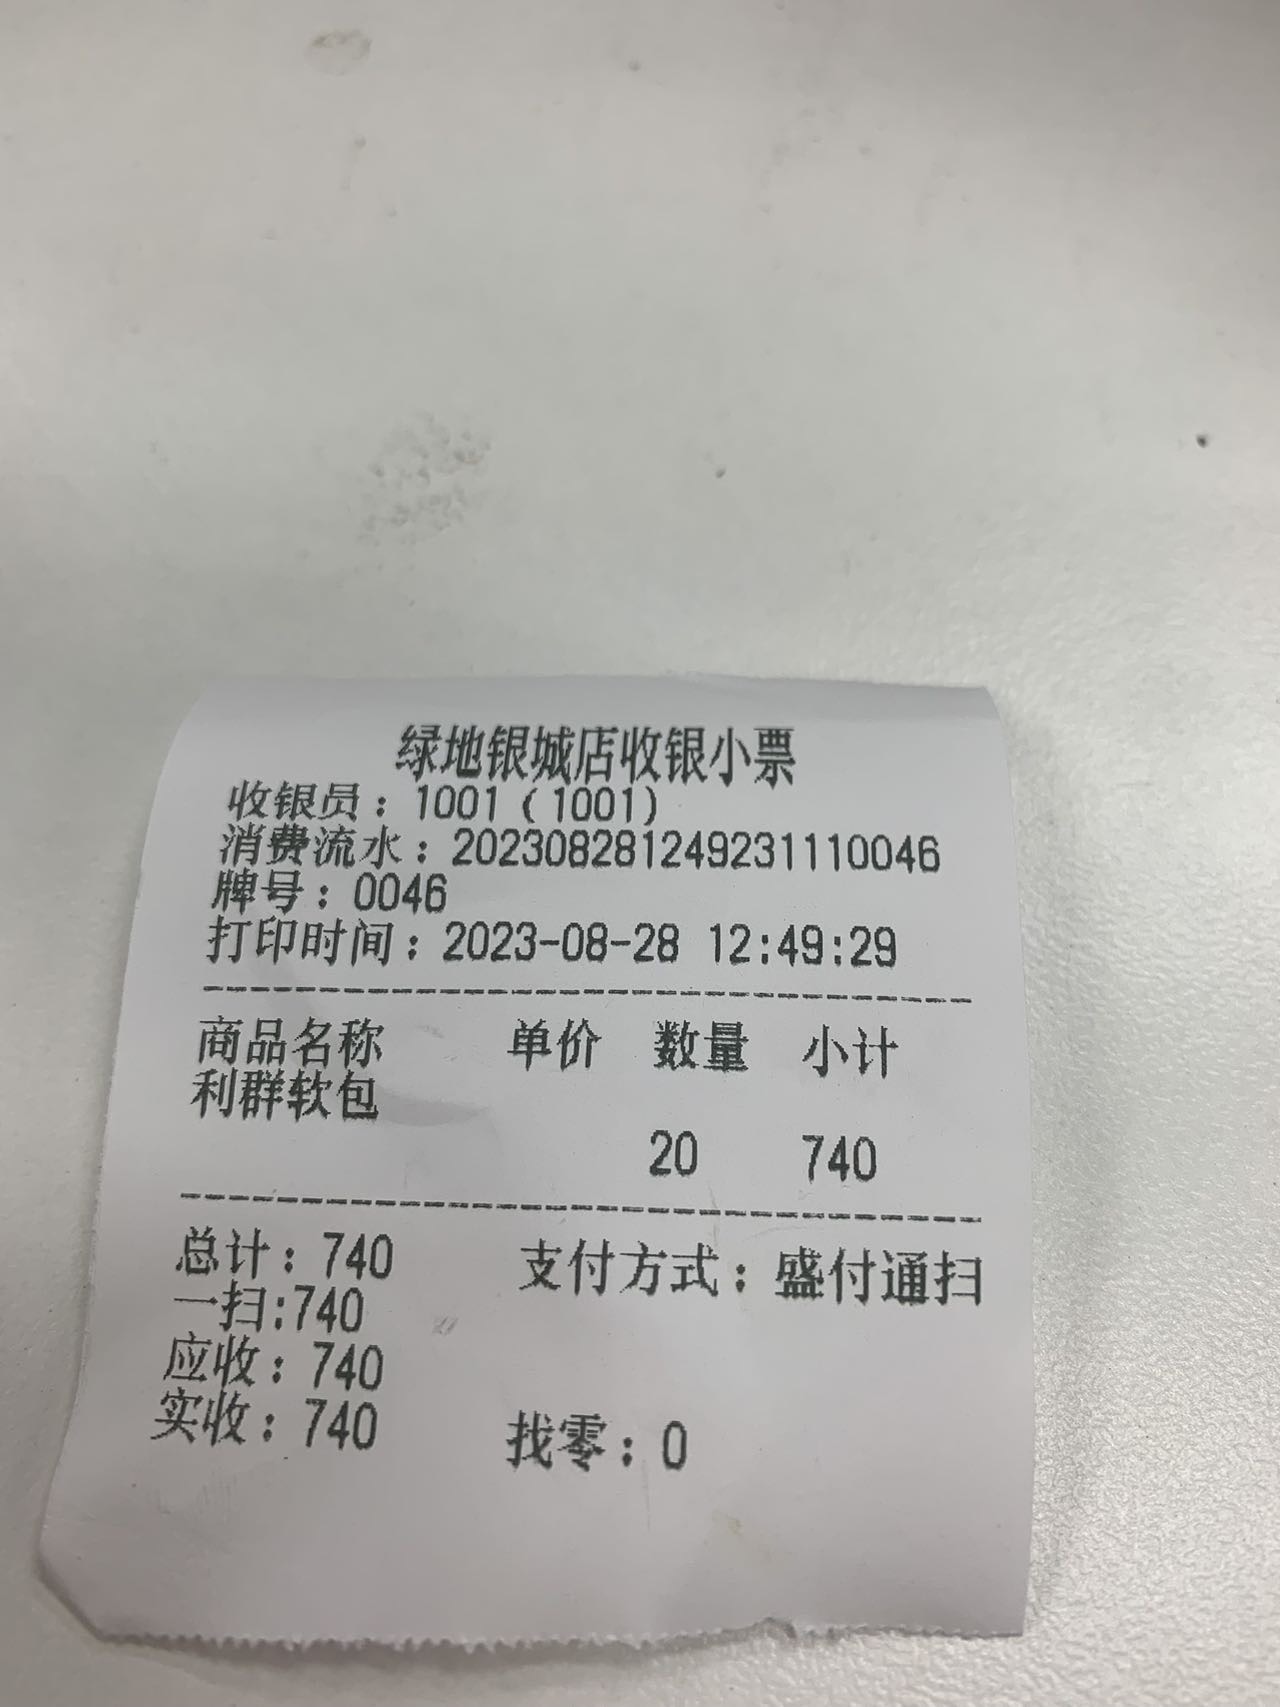 绿地银城店收银小票
收银员：1001（1001）
消费流水：202308281249231110046
牌号：0046
打印时间：2023-08-28 12:49:29
商品名称 单价 数量 小计
利群软包
20 740
总计：740 支付方式：盛付通扫
一扫:740
应收：740
实收：740 找零：0